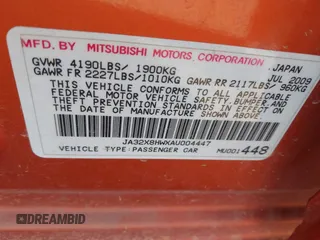 MFD. BY MITSUBISHI MOTORS CORPORATION JAPAN
GVWR 4190LBS/ 1900KG JUL 2009
GAWR FR 2227LBS/1010KG GAWR RR 2117LBS/ 960KG
THIS VEHICLE CONFORMS TO ALL APPLICABLE
FEDERAL MOTOR VEHICLE SAFETY, BUMPER, AND
THEFT PREVENTION STANDARDS IN EFFECT ON THE
DATE OF MANUFACTURE SHOWN ABOVE.
JA32X8HWXAU004447
VEHICLE TYPE:PASSENGER CAR MU001448
DREAMBID